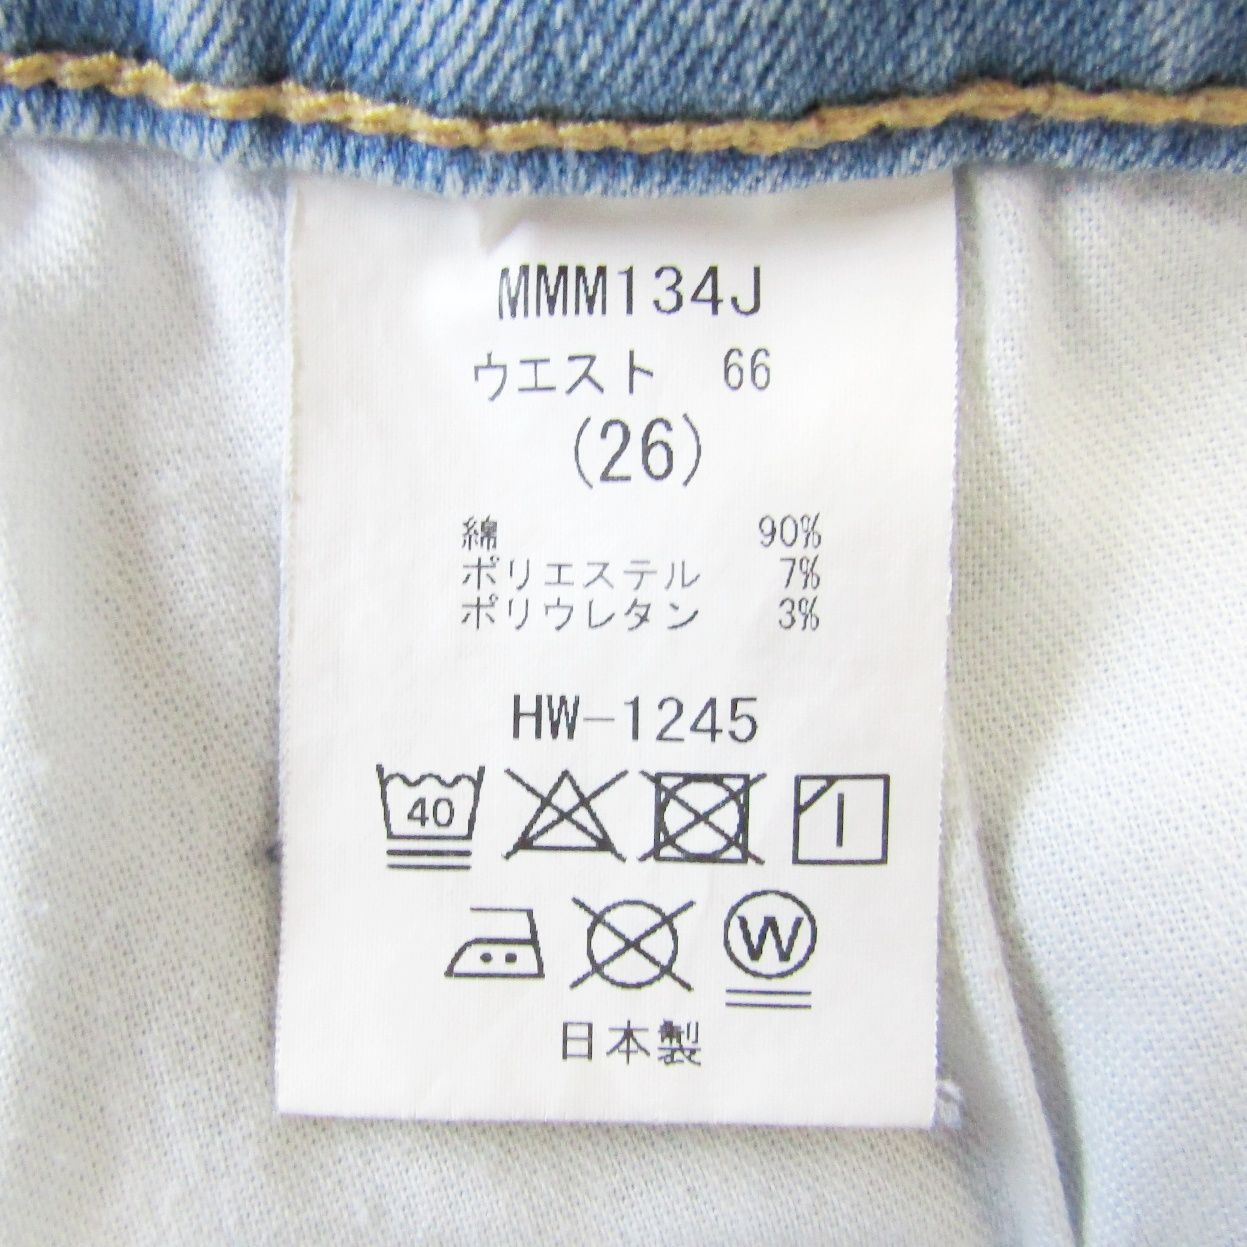 MMM134J
ウエスト 66
(26)
綿 90%
ポリエステル 7%
ポリウレタン 3%
HW-1245
40
W
日本製